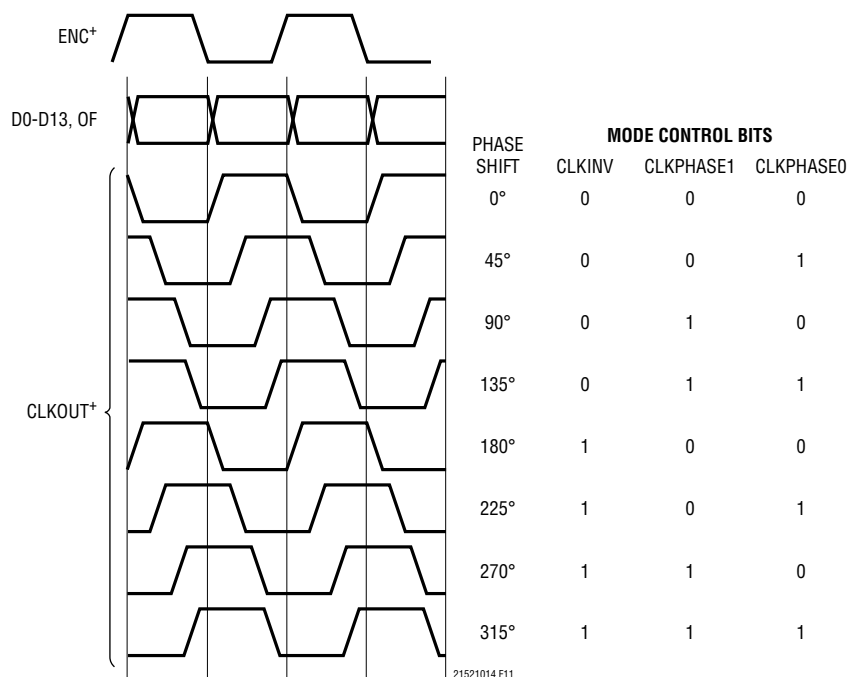 ENC+
D0-D13, OF
CLKOUT+
MODE CONTROL BITS
PHASE SHIFT CLKINV CLKPHASE1 CLKPHASE0
0° 0 0 0
45° 0 0 1
90° 0 1 0
135° 0 1 1
180° 1 0 0
225° 1 0 1
270° 1 1 0
315° 1 1 1
21521014 F11